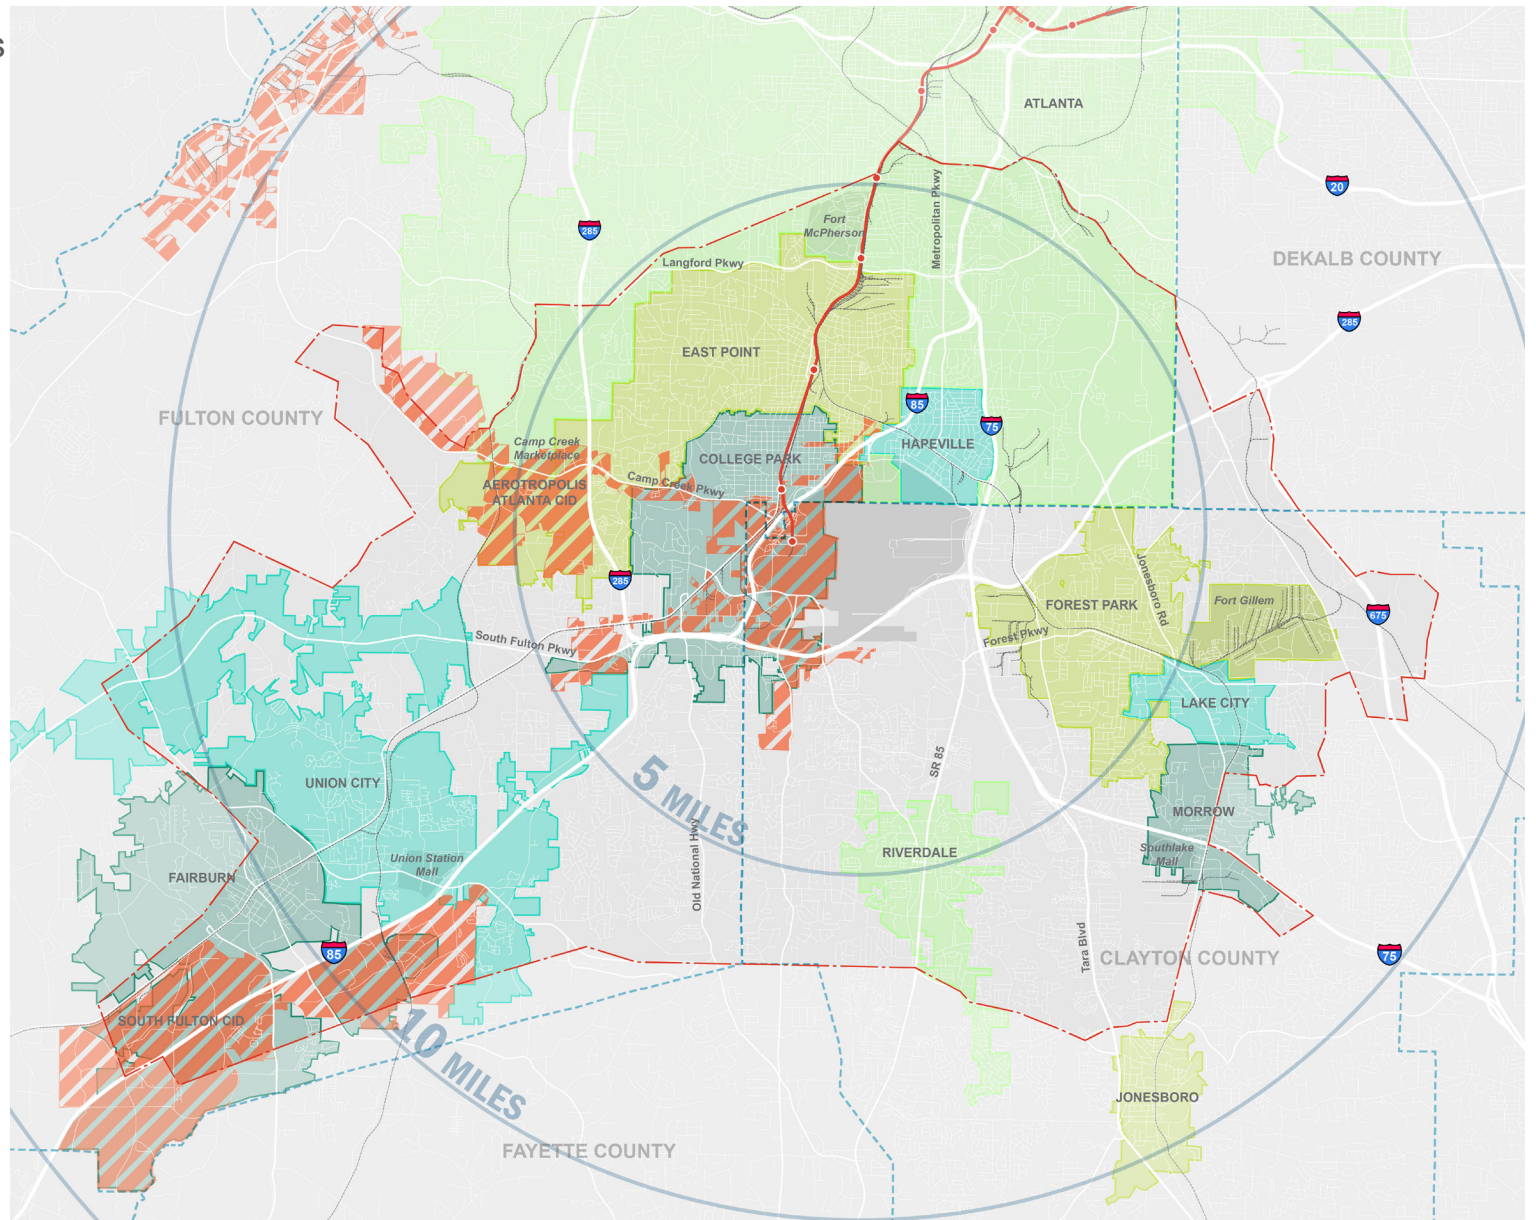 S
ATLANTA
20
Fort
McPherson
Metropolitan Pkwy
285
DEKALB COUNTY
Langford Pkwy
285
EAST POINT
85
75
FULTON COUNTY
HAPEVILLE
Camp Creek
Marketplace
COLLEGE PARK
AEROTROPOLIS
ATLANTA CID
Camp Creek Pkwy
285
Jonesboro Rd
FOREST PARK
Fort Gillem
675
South Fulton Pkwy
Forest Pkwy
LAKE CITY
SR 85
UNION CITY
5 MILES
MORROW
Union Station
Mall
Old National Hwy
RIVERDALE
Southlake
Mall
FAIRBURN
85
Tara Blvd
CLAYTON COUNTY
75
SOUTH FULTON CID
10 MILES
JONESBORO
FAYETTE COUNTY